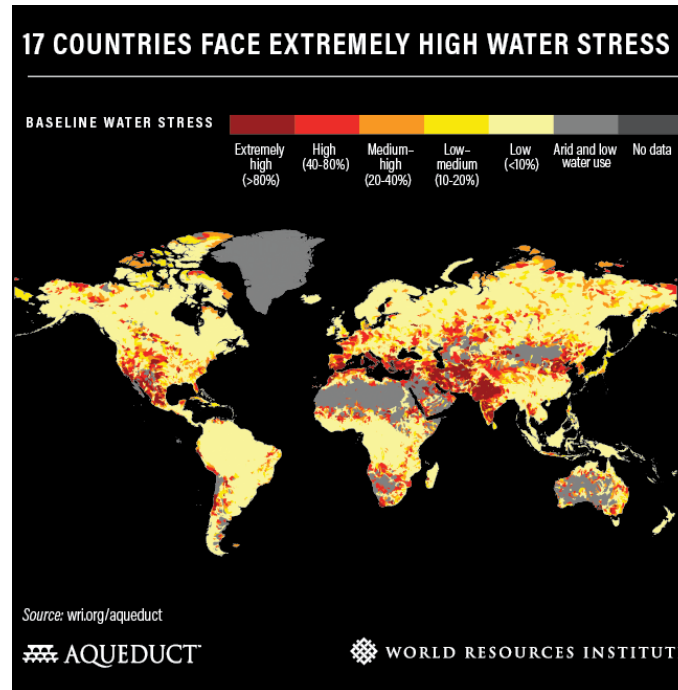 17 COUNTRIES FACE EXTREMELY HIGH WATER STRESS
BASELINE WATER STRESS
Extremely high (>80%)
High (40-80%)
Medium–high (20-40%)
Low–medium (10-20%)
Low (<10%)
Arid and low water use
No data
Source: wri.org/aqueduct
AQUEDUCT™
WORLD RESOURCES INSTITUT